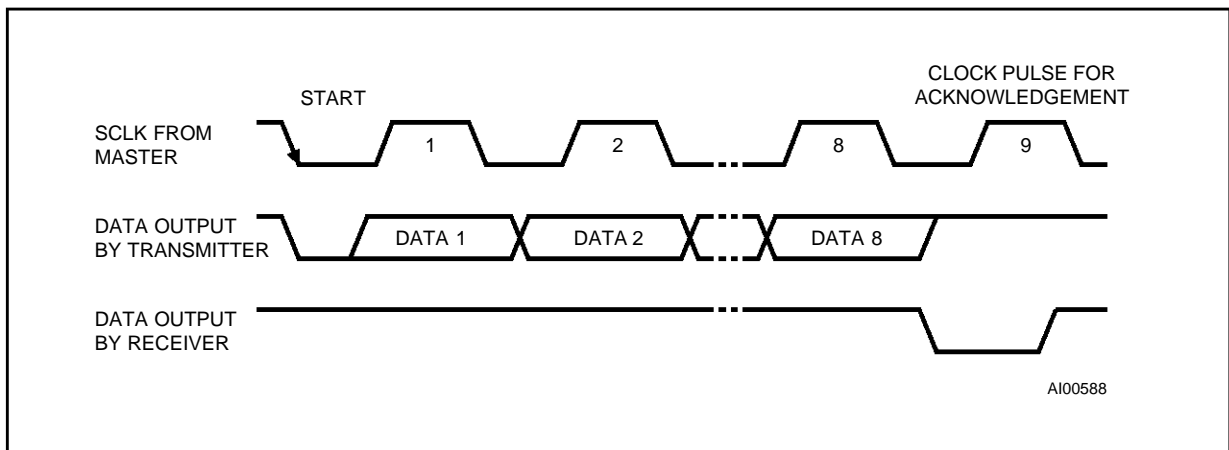 START
CLOCK PULSE FOR
ACKNOWLEDGEMENT
SCLK FROM
MASTER
1
2
8
9
DATA OUTPUT
BY TRANSMITTER
DATA 1
DATA 2
DATA 8
DATA OUTPUT
BY RECEIVER
AI00588